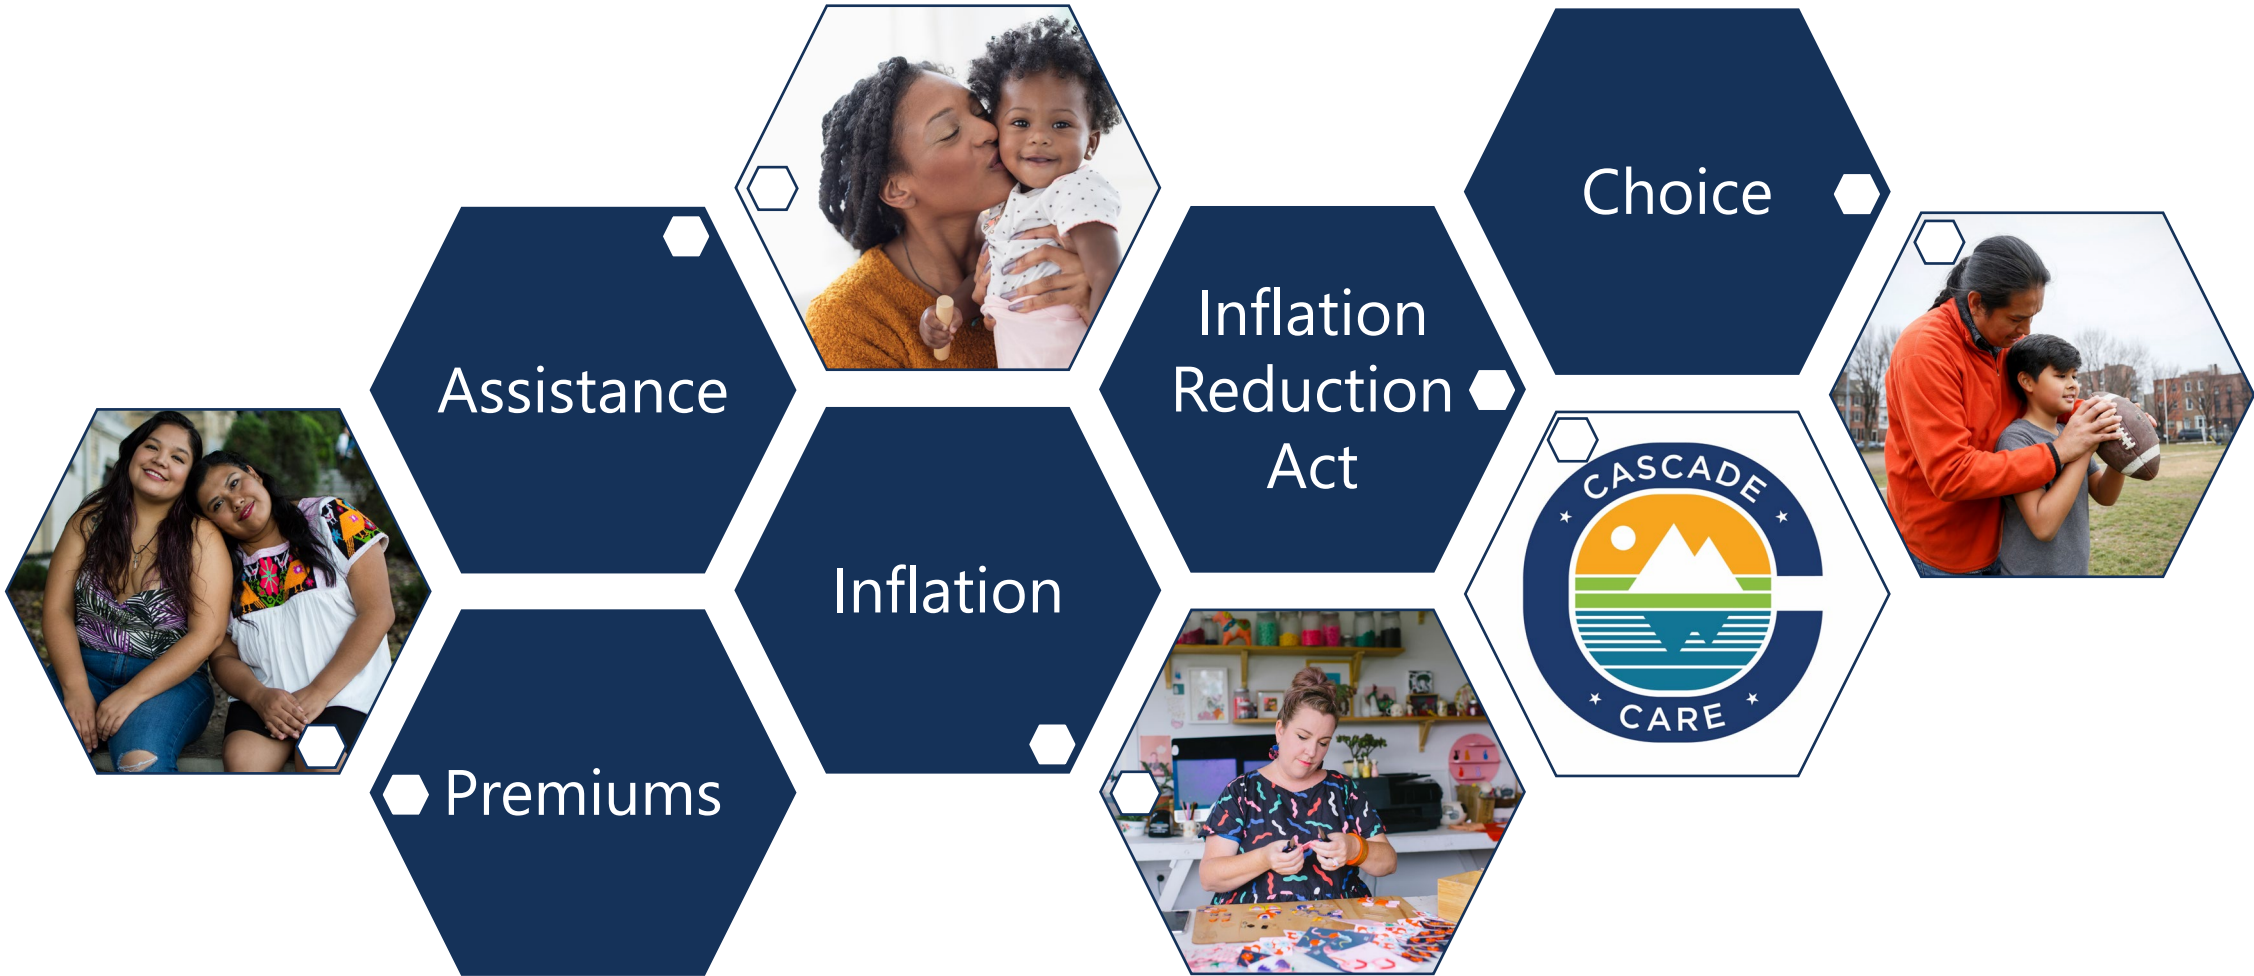 Choice
Inflation
Reduction
Act
Assistance
CASCADE
CARE
Inflation
Premiums